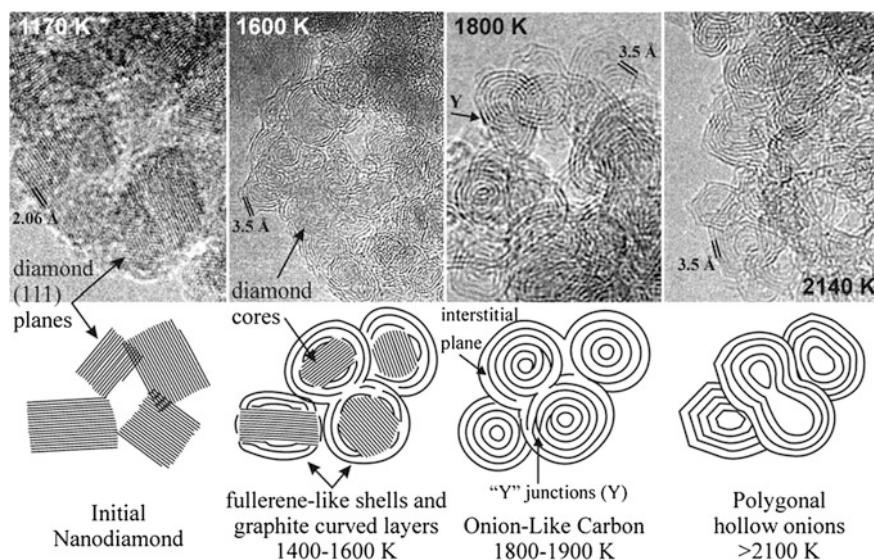 1170 K
1600 K
1800 K
2140 K
2.06 Å
3.5 Å
Y
3.5 Å
3.5 Å
diamond
(111)
planes
diamond
cores
interstitial
plane
"Y" junctions (Y)
Initial
Nanodiamond
fullerene-like shells and
graphite curved layers
1400-1600 K
Onion-Like Carbon
1800-1900 K
Polygonal
hollow onions
>2100 K